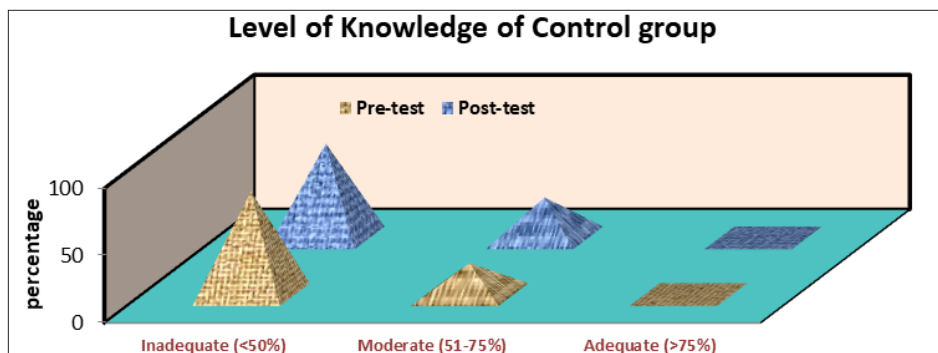 Level of Knowledge of Control group
Pre-test Post-test
percentage
100
50
0
Inadequate (<50%) Moderate (51-75%) Adequate (>75%)